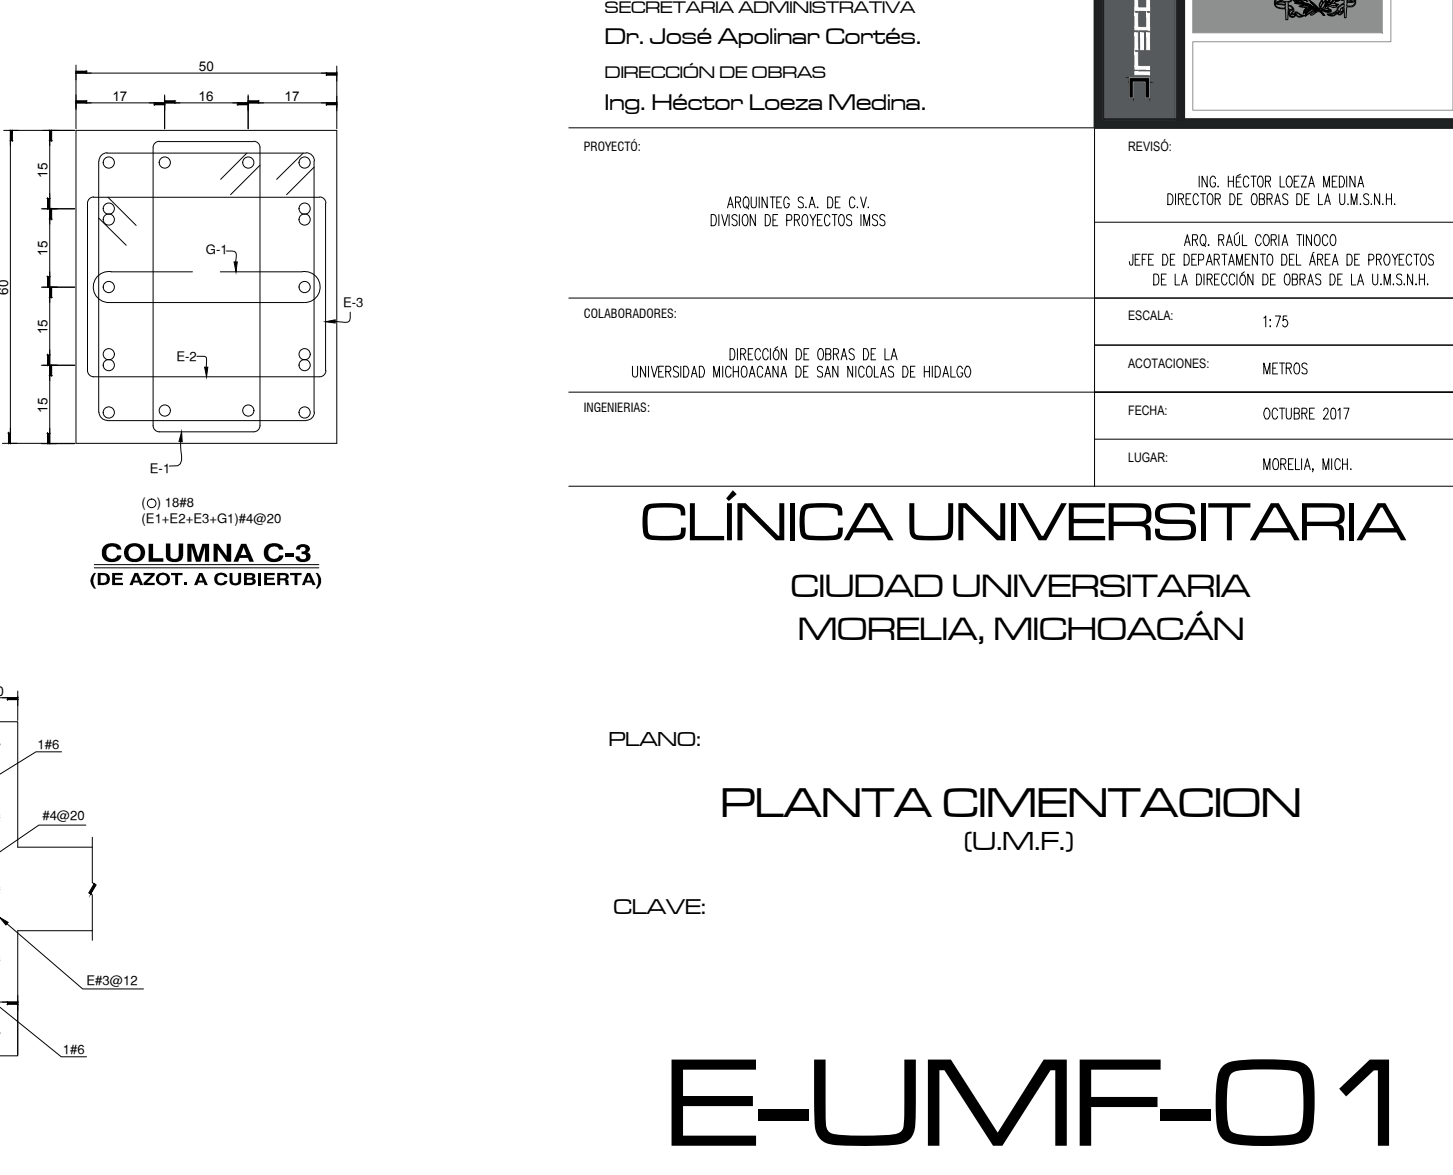 50
17 16 17
15
15
60
15
15
G-1
E-3
E-2
E-1
(O) 18#8
(E1+E2+E3+G1)#4@20
COLUMNA C-3
(DE AZOT. A CUBIERTA)
1#6
#4@20
E#3@12
1#6
SECRETARÍA ADMINISTRATIVA
Dr. José Apolinar Cortés.
DIRECCIÓN DE OBRAS
Ing. Héctor Loeza Medina.
PROYECTÓ:
ARQUINTEG S.A. DE C.V.
DIVISION DE PROYECTOS IMSS
REVISÓ:
ING. HÉCTOR LOEZA MEDINA
DIRECTOR DE OBRAS DE LA U.M.S.N.H.
ARQ. RAÚL CORIA TINOCO
JEFE DE DEPARTAMENTO DEL ÁREA DE PROYECTOS
DE LA DIRECCIÓN DE OBRAS DE LA U.M.S.N.H.
COLABORADORES:
DIRECCIÓN DE OBRAS DE LA
UNIVERSIDAD MICHOACANA DE SAN NICOLAS DE HIDALGO
ESCALA: 1:75
ACOTACIONES: METROS
INGENIERIAS:
FECHA: OCTUBRE 2017
LUGAR: MORELIA, MICH.
CLÍNICA UNIVERSITARIA
CIUDAD UNIVERSITARIA
MORELIA, MICHOACÁN
PLANO:
PLANTA CIMENTACION
(U.M.F.)
CLAVE:
E-UMF-01